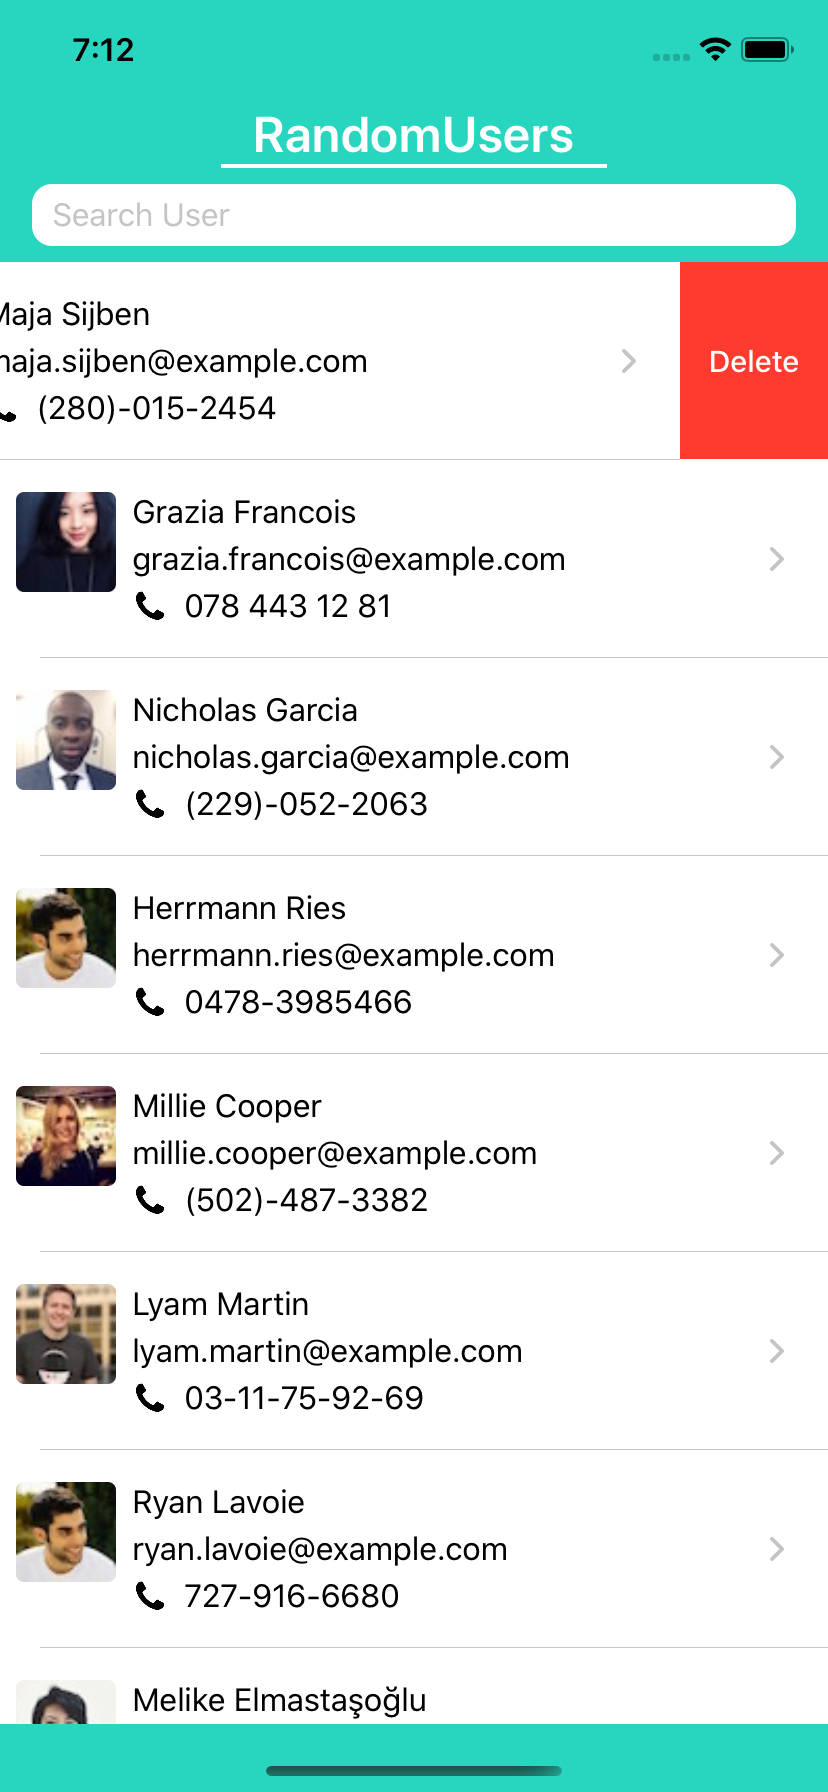 7:12
RandomUsers
Search User
Maja Sijben
maja.sijben@example.com
(280)-015-2454
Delete
Grazia Francois
grazia.francois@example.com
078 443 12 81
Nicholas Garcia
nicholas.garcia@example.com
(229)-052-2063
Herrmann Ries
herrmann.ries@example.com
0478-3985466
Millie Cooper
millie.cooper@example.com
(502)-487-3382
Lyam Martin
lyam.martin@example.com
03-11-75-92-69
Ryan Lavoie
ryan.lavoie@example.com
727-916-6680
Melike Elmastaşoğlu